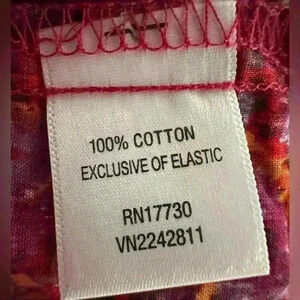 100% COTTON
EXCLUSIVE OF ELASTIC
RN17730
VN2242811